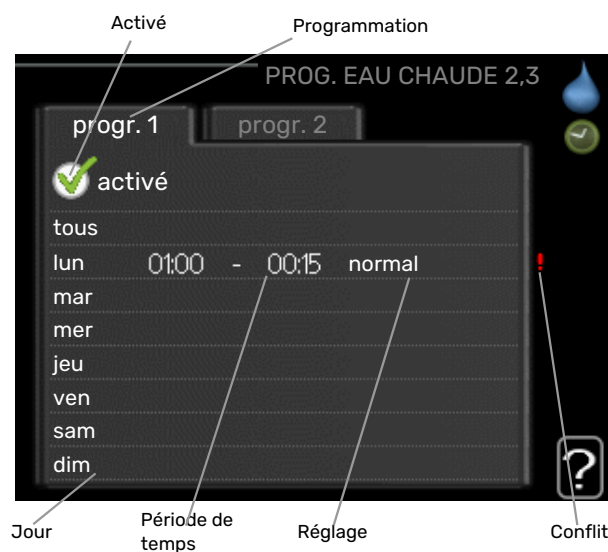 Activé
Programmation
PROG. EAU CHAUDE 2,3
progr. 1
progr. 2
activé
tous
lun 01:00 - 00:15 normal
!
mar
mer
jeu
ven
sam
dim
?
Jour
Période de
temps
Réglage
Conflit